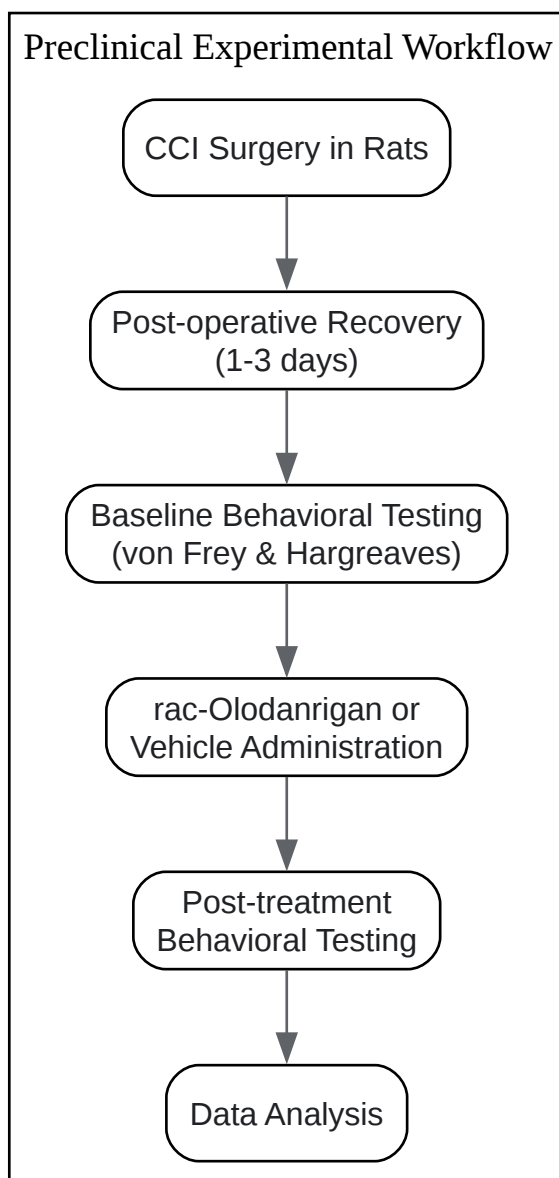 Preclinical Experimental Workflow
CCI Surgery in Rats
Post-operative Recovery
(1-3 days)
Baseline Behavioral Testing
(von Frey & Hargreaves)
rac-Olodanrigan or
Vehicle Administration
Post-treatment
Behavioral Testing
Data Analysis